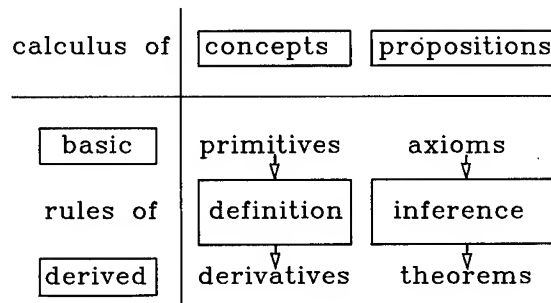 calculus of concepts propositions
basic primitives axioms
rules of definition inference
derived derivatives theorems